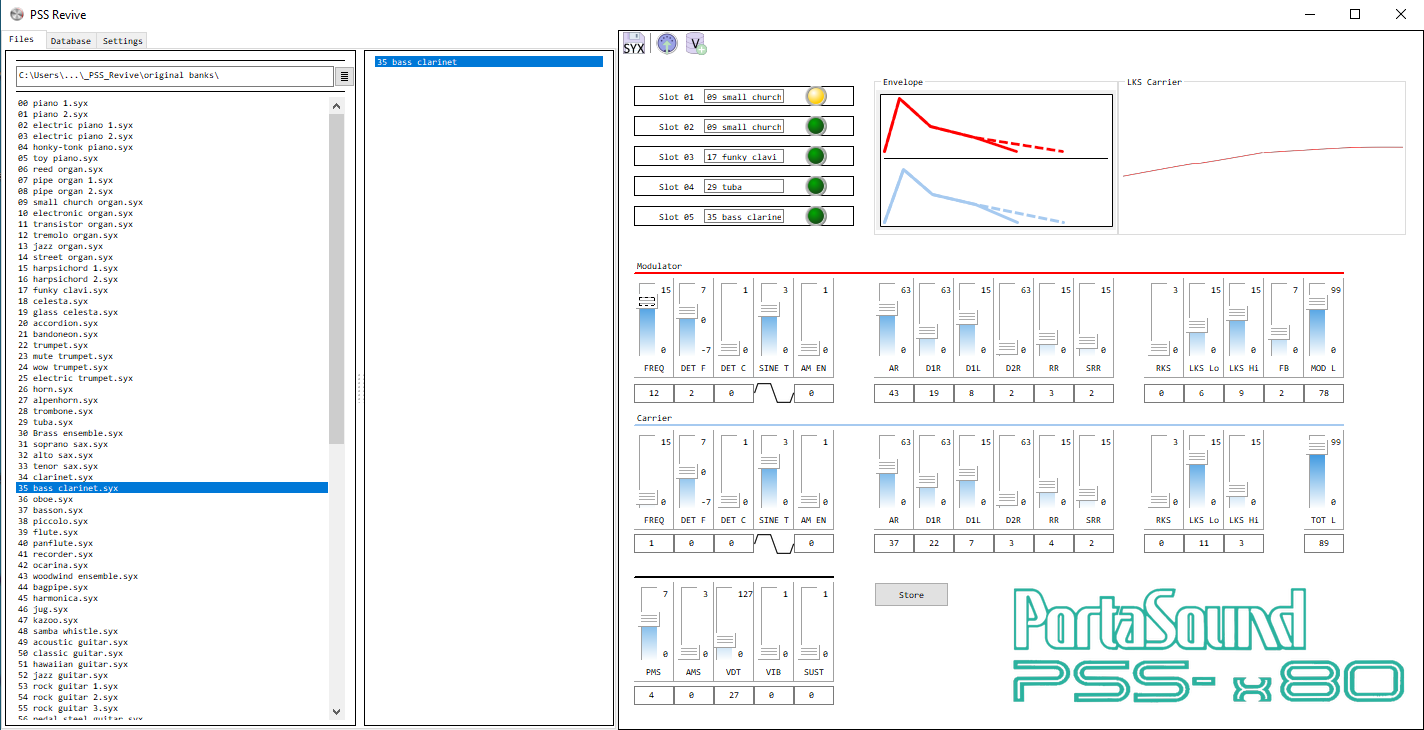 PSS Revive
Files Database Settings
C:\Users\...\_PSS_Revive\original banks\
00 piano 1.syx
01 piano 2.syx
02 electric piano 1.syx
03 electric piano 2.syx
04 honky-tonk piano.syx
05 toy piano.syx
06 reed organ.syx
07 pipe organ 1.syx
08 pipe organ 2.syx
09 small church organ.syx
10 electronic organ.syx
11 transistor organ.syx
12 tremolo organ.syx
13 jazz organ.syx
14 street organ.syx
15 harpsichord 1.syx
16 harpsichord 2.syx
17 funky clavi.syx
18 celesta.syx
19 glass celesta.syx
20 accordion.syx
21 bandoneon.syx
22 trumpet.syx
23 mute trumpet.syx
24 wow trumpet.syx
25 electric trumpet.syx
26 horn.syx
27 alpenhorn.syx
28 trombone.syx
29 tuba.syx
30 Brass ensemble.syx
31 soprano sax.syx
32 alto sax.syx
33 tenor sax.syx
34 clarinet.syx
35 bass clarinet.syx
36 oboe.syx
37 basson.syx
38 piccolo.syx
39 flute.syx
40 panflute.syx
41 recorder.syx
42 ocarina.syx
43 woodwind ensemble.syx
44 bagpipe.syx
45 harmonica.syx
46 jug.syx
47 kazoo.syx
48 samba whistle.syx
49 acoustic guitar.syx
50 classic guitar.syx
51 hawaiian guitar.syx
52 jazz guitar.syx
53 rock guitar 1.syx
54 rock guitar 2.syx
55 rock guitar 3.syx
56 pedal steel guitar.syx
35 bass clarinet
SYX V
Slot 01 09 small church
Slot 02 09 small church
Slot 03 17 funky clavi
Slot 04 29 tuba
Slot 05 35 bass clarine
Envelope
LKS Carrier
Modulator
15 7 1 3 1 63 63 15 63 15 15 3 15 15 7 99
0
0 -7 0 0 0 0 0 0 0 0 0 0 0 0 0 0
FREQ DET F DET C SINE T AM EN AR D1R D1L D2R RR SRR RKS LKS Lo LKS Hi FB MOD L
12 2 0 0 43 19 8 2 3 2 0 6 9 2 78
Carrier
15 7 1 3 1 63 63 15 63 15 15 3 15 15 99
0
0 -7 0 0 0 0 0 0 0 0 0 0 0 0 0
FREQ DET F DET C SINE T AM EN AR D1R D1L D2R RR SRR RKS LKS Lo LKS Hi TOT L
1 0 0 0 37 22 7 3 4 2 0 11 3 89
7 3 127 1 1
0 0 0 0 0
PMS AMS VDT VIB SUST
4 0 27 0 0
Store
PortaSound
PSS-x80